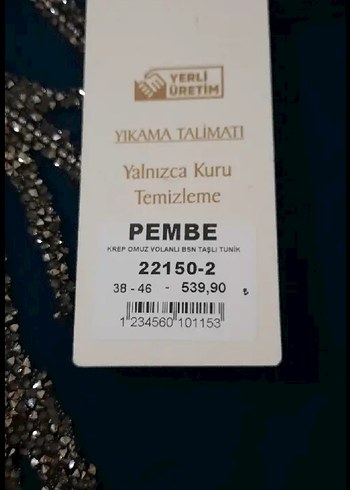 YERLİ
ÜRETİM
YIKAMA TALİMATI
Yalnızca Kuru
Temizleme
PEMBE
KREP OMUZ VOLANLI BSN TAŞLI TUNİK
22150-2
38 - 46 - 539,90 ₺
1 234560 101153